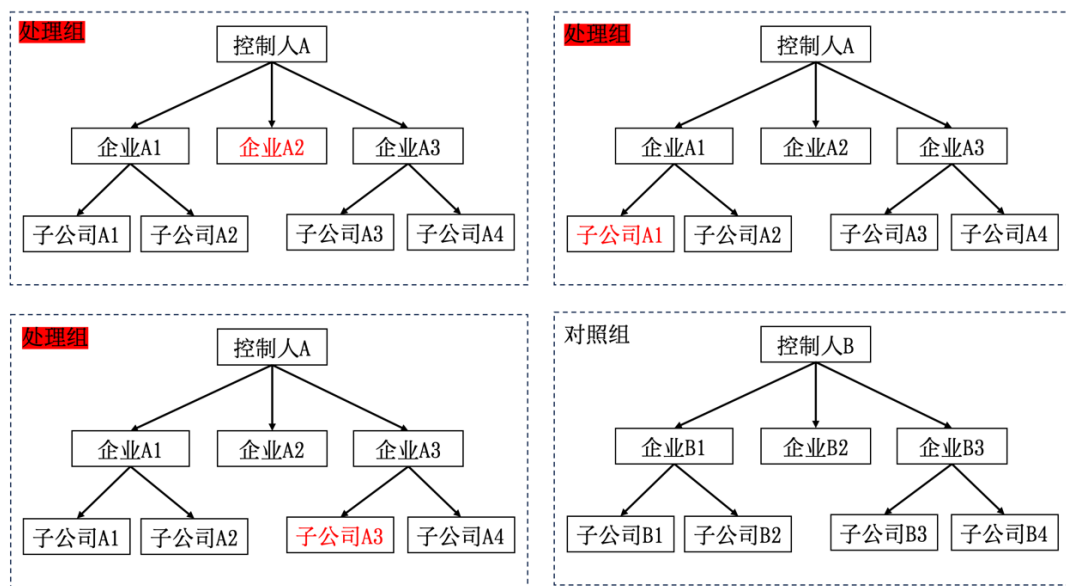 处理组
控制人A
企业A1 企业A2 企业A3
子公司A1 子公司A2 子公司A3 子公司A4
处理组
控制人A
企业A1 企业A2 企业A3
子公司A1 子公司A2 子公司A3 子公司A4
处理组
控制人A
企业A1 企业A2 企业A3
子公司A1 子公司A2 子公司A3 子公司A4
对照组
控制人B
企业B1 企业B2 企业B3
子公司B1 子公司B2 子公司B3 子公司B4